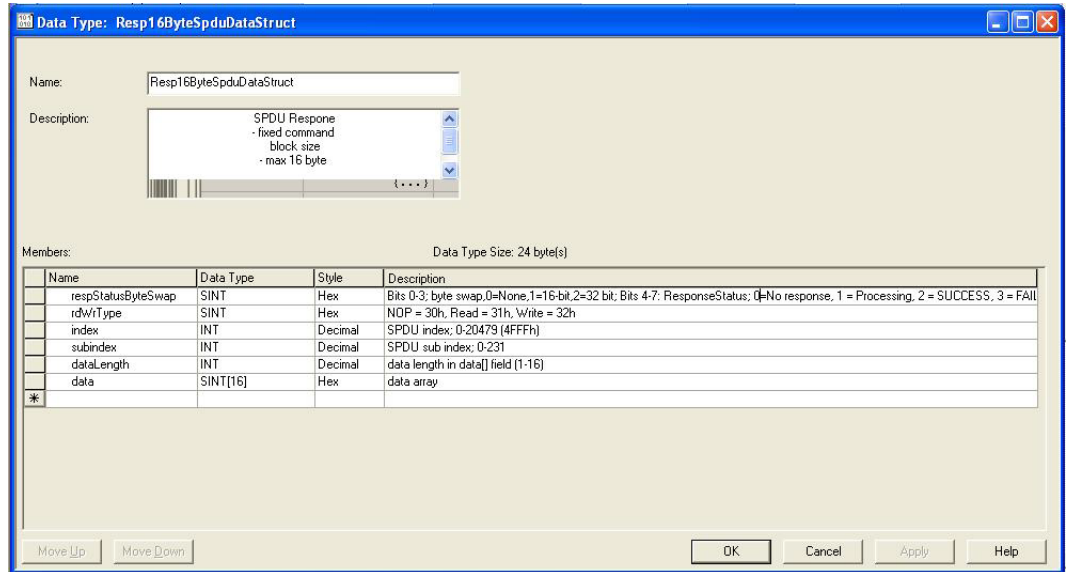 Data Type: Resp16ByteSpduDataStruct
Name: Resp16ByteSpduDataStruct
Description: SPDU Respone
- fixed command
block size
- max 16 byte
{...}
Members: Data Type Size: 24 byte(s)
Name Data Type Style Description
respStatusByteSwap SINT Hex Bits 0-3; byte swap,0=None,1=16-bit,2=32 bit; Bits 4-7: ResponseStatus; 0=No response, 1 = Processing, 2 = SUCCESS, 3 = FAIL
rdWrType SINT Hex NOP = 30h, Read = 31h, Write = 32h
index INT Decimal SPDU index; 0-20479 (4FFFh)
subindex INT Decimal SPDU sub index; 0-231
dataLength INT Decimal data length in data[] field (1-16)
data SINT[16] Hex data array
Move Up Move Down OK Cancel Apply Help